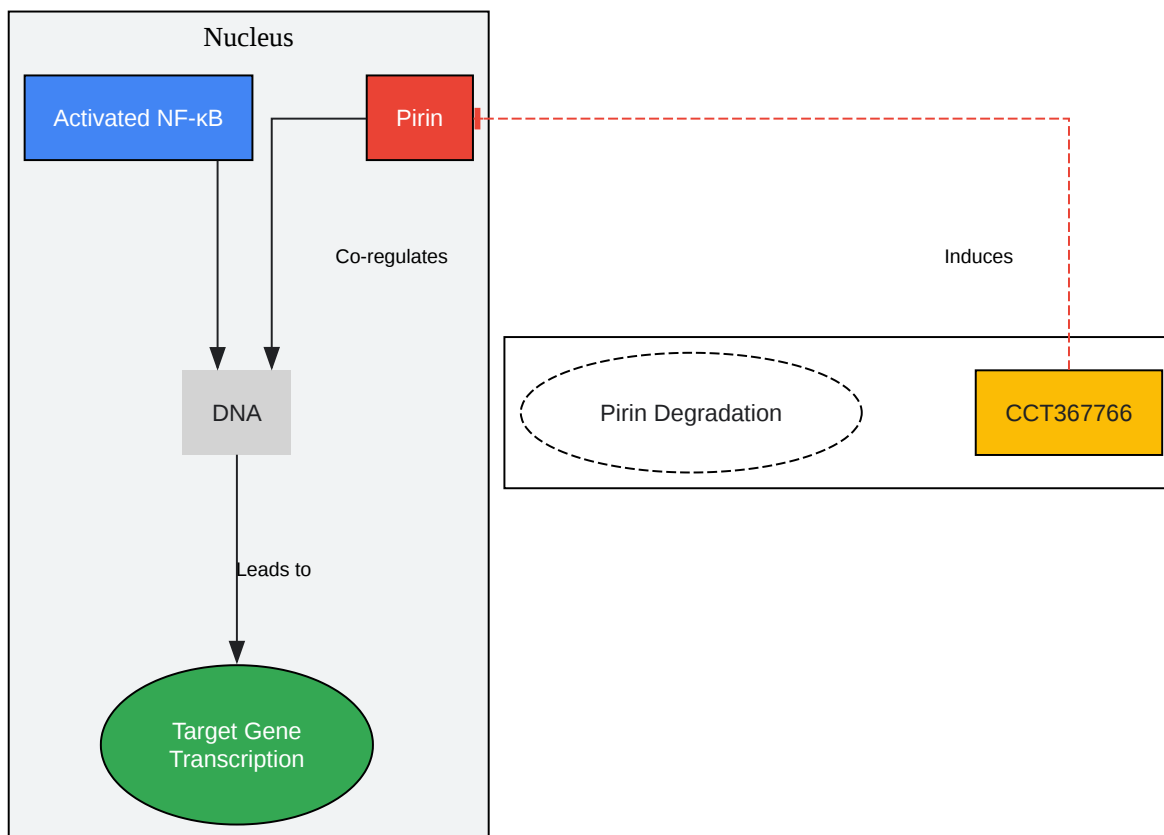 Nucleus
Activated NF-κB
Pirin
Co-regulates
Induces
DNA
Pirin Degradation
CCT367766
Leads to
Target Gene
Transcription